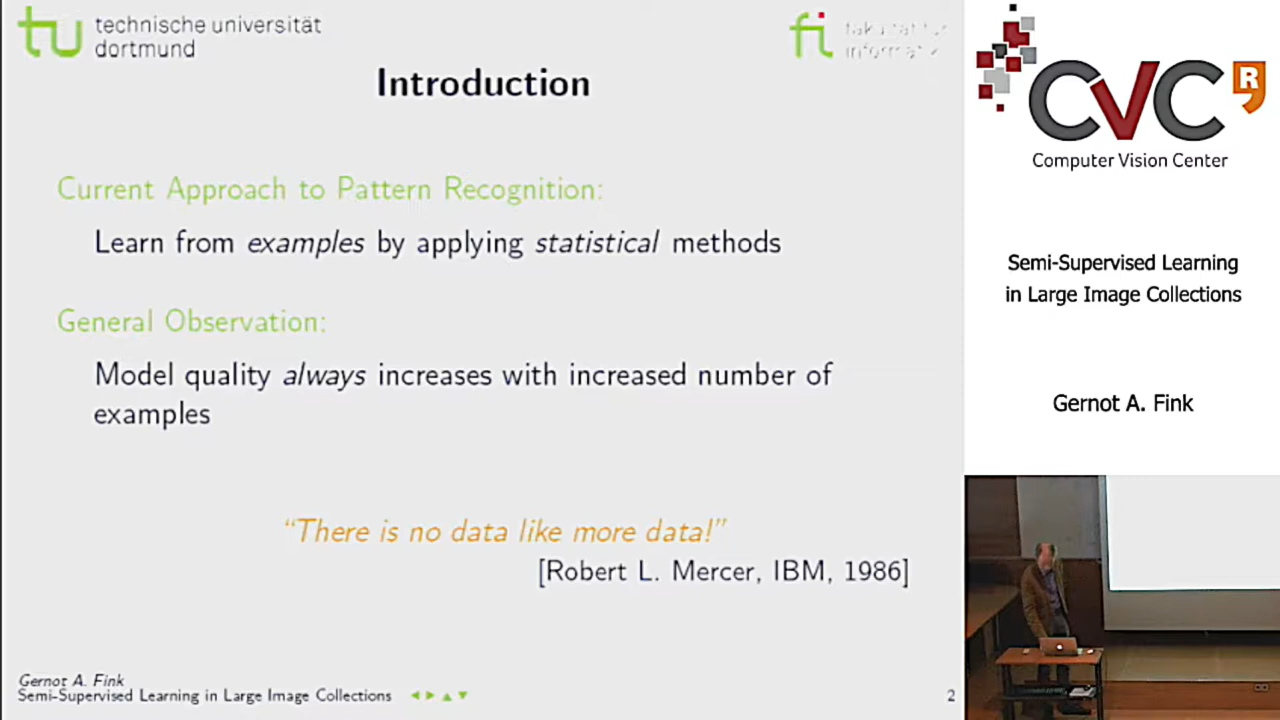 technische universität
dortmund
fakultät für
informatik
Introduction
Current Approach to Pattern Recognition:
Learn from examples by applying statistical methods
General Observation:
Model quality always increases with increased number of
examples
“There is no data like more data!”
[Robert L. Mercer, IBM, 1986]
Gernot A. Fink
Semi-Supervised Learning in Large Image Collections
2
CVC
R
Computer Vision Center
Semi-Supervised Learning
in Large Image Collections
Gernot A. Fink